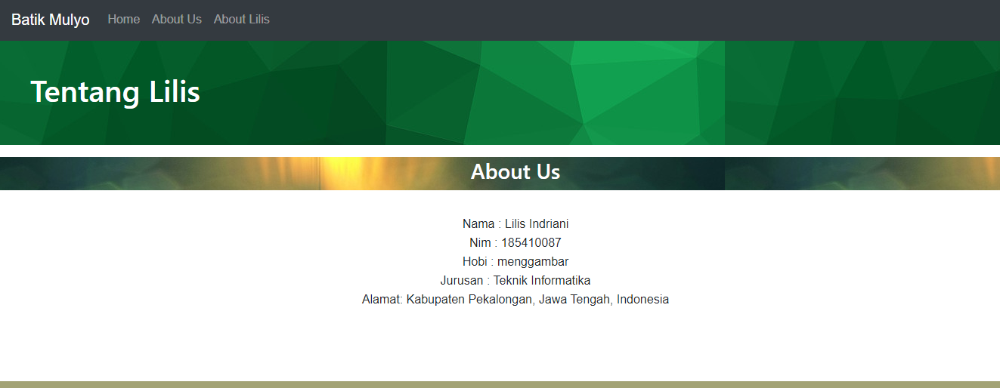 Batik Mulyo Home About Us About Lilis
Tentang Lilis
About Us
Nama : Lilis Indriani
Nim : 185410087
Hobi : menggambar
Jurusan : Teknik Informatika
Alamat: Kabupaten Pekalongan, Jawa Tengah, Indonesia